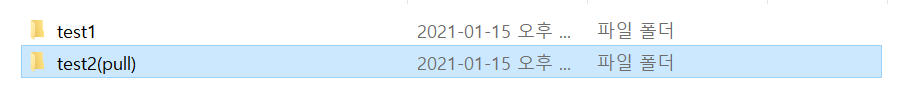 test1 2021-01-15 오후 ... 파일 폴더
test2(pull) 2021-01-15 오후 ... 파일 폴더